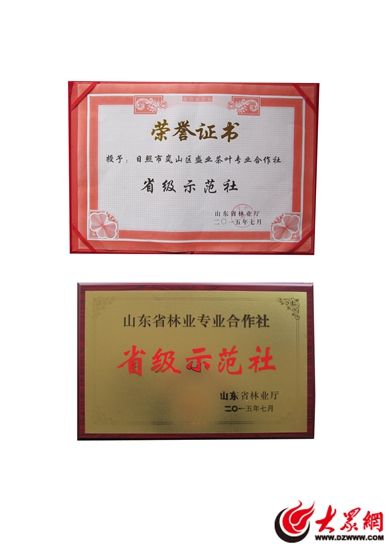 荣誉证书
授予：日照市岚山区盛业茶叶专业合作社
省级示范社
山东省林业厅
二〇一五年七月
山东省林业专业合作社
省级示范社
山东省林业厅
二〇一五年七月
大众網
WWW.DZWWW.COM